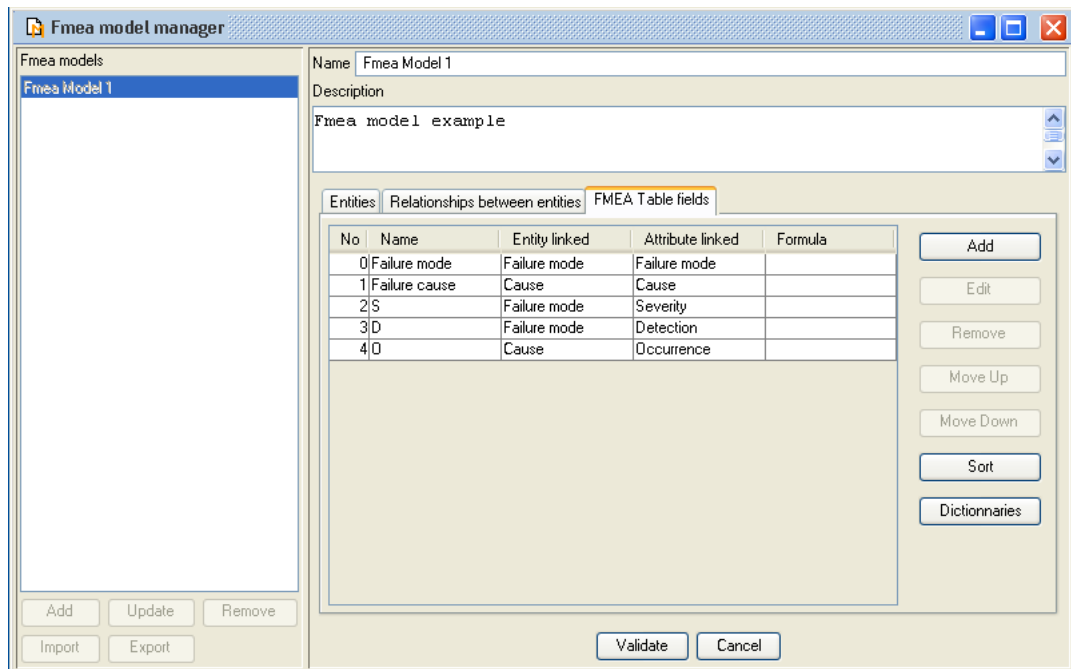 Fmea model manager
Fmea models
Fmea Model 1
Name Fmea Model 1
Description
Fmea model example
Entities Relationships between entities FMEA Table fields
No Name Entity linked Attribute linked Formula
0 Failure mode Failure mode Failure mode
1 Failure cause Cause Cause
2 S Failure mode Severity
3 D Failure mode Detection
4 O Cause Occurrence
Add
Edit
Remove
Move Up
Move Down
Sort
Dictionnaries
Add Update Remove
Import Export
Validate Cancel